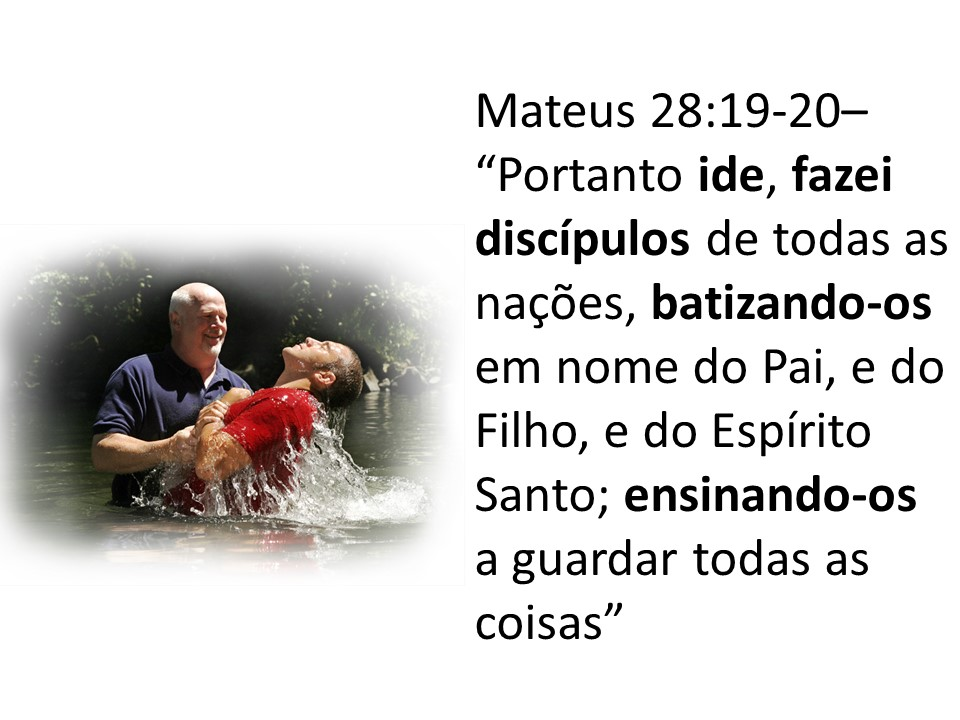 Mateus 28:19-20–
“Portanto ide, fazei
discípulos de todas as
nações, batizando-os
em nome do Pai, e do
Filho, e do Espírito
Santo; ensinando-os
a guardar todas as
coisas”